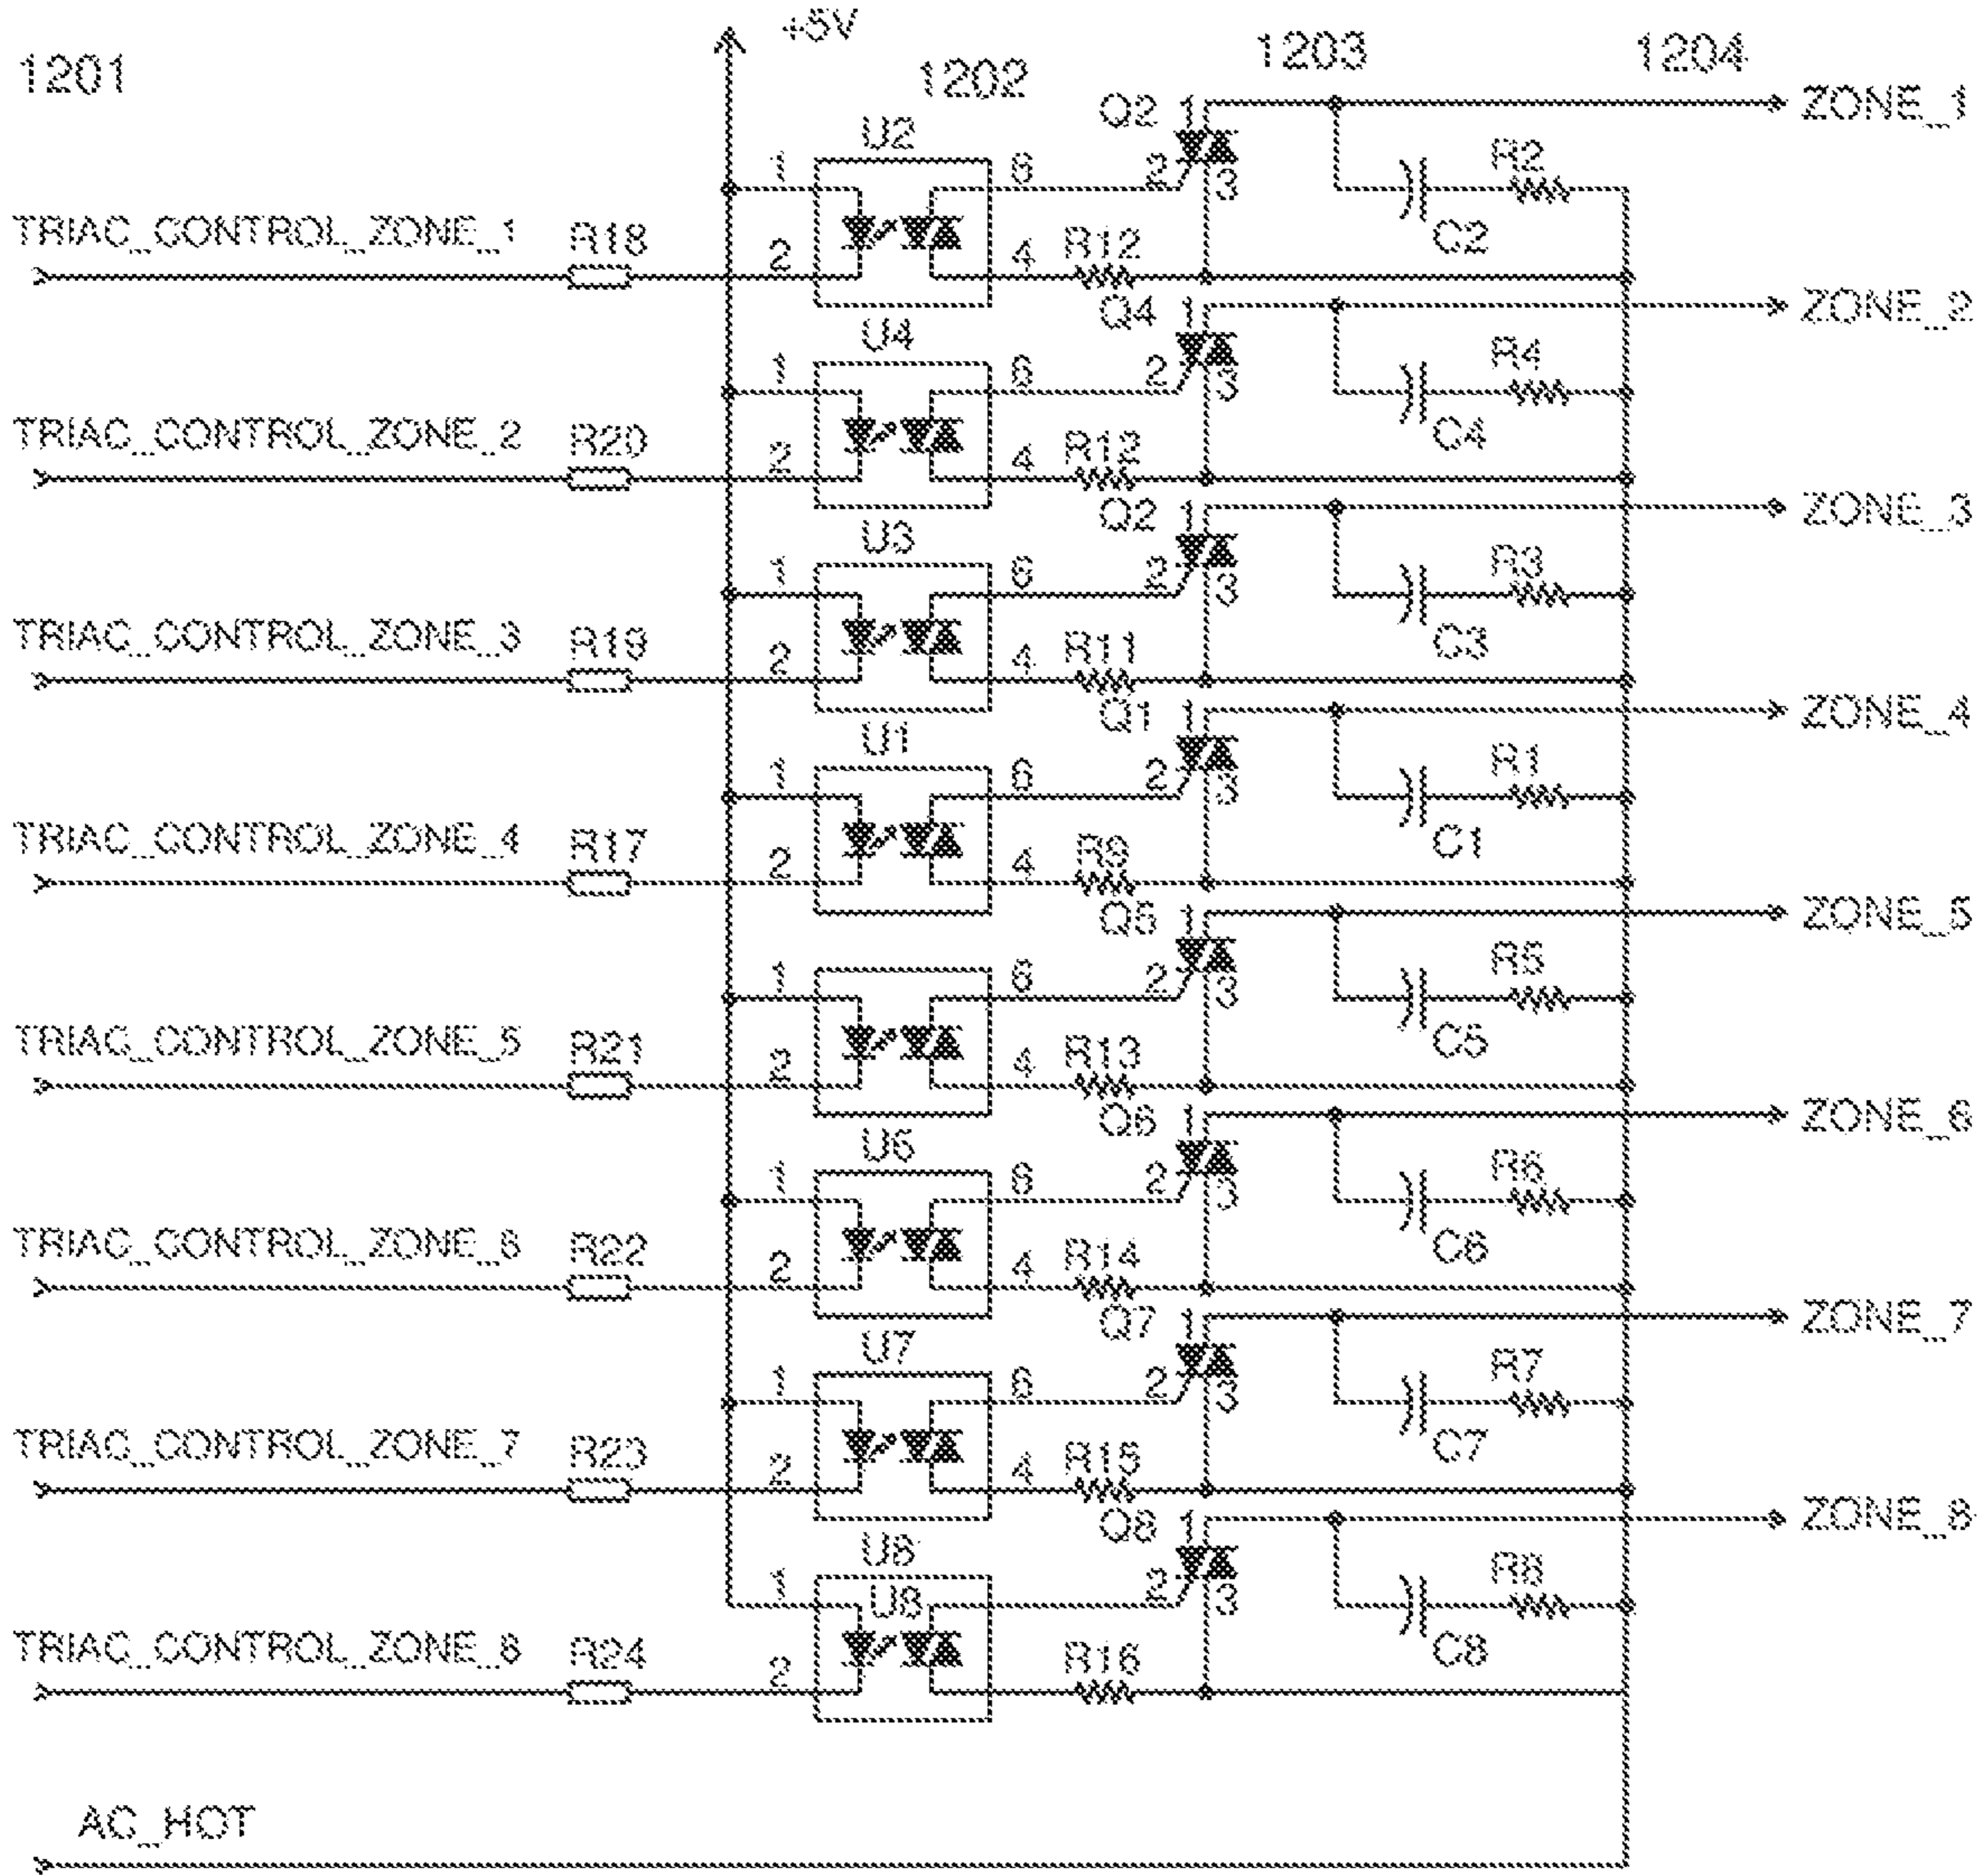 1201
+5V
1202
1203
1204
U2
Q2
1
2
3
ZONE_1
TRIAC_CONTROL_ZONE_1
R18
1
2
6
4
R12
C2
R2
U4
Q4
1
2
3
ZONE_2
TRIAC_CONTROL_ZONE_2
R20
1
2
6
4
R12
C4
R4
U3
Q2
1
2
3
ZONE_3
TRIAC_CONTROL_ZONE_3
R19
1
2
6
4
R11
C3
R3
U1
Q1
1
2
3
ZONE_4
TRIAC_CONTROL_ZONE_4
R17
1
2
6
4
R9
C1
R1
Q5
1
2
3
ZONE_5
TRIAC_CONTROL_ZONE_5
R21
1
2
6
4
R13
C5
R5
Q6
1
2
3
ZONE_6
TRIAC_CONTROL_ZONE_6
R22
1
2
6
4
R14
C6
R6
U7
Q7
1
2
3
ZONE_7
TRIAC_CONTROL_ZONE_7
R23
1
2
6
4
R15
C7
R7
Q8
1
2
3
ZONE_8
TRIAC_CONTROL_ZONE_8
R24
1
2
R16
C8
R8
AC_HOT